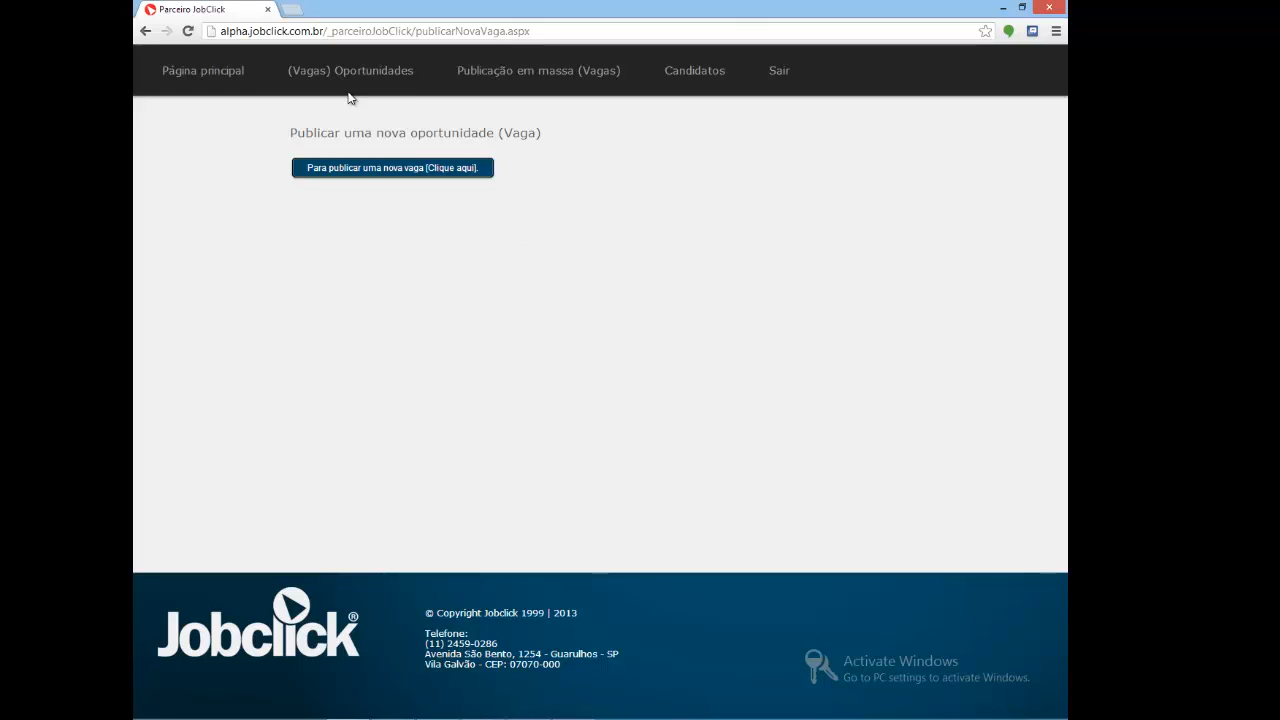 Parceiro JobClick
alpha.jobclick.com.br/_parceiroJobClick/publicarNovaVaga.aspx
Página principal (Vagas) Oportunidades Publicação em massa (Vagas) Candidatos Sair
Publicar uma nova oportunidade (Vaga)
Para publicar uma nova vaga [Clique aqui].
Jobclick®
© Copyright Jobclick 1999 | 2013
Telefone:
(11) 2459-0286
Avenida São Bento, 1254 - Guarulhos - SP
Vila Galvão - CEP: 07070-000
Activate Windows
Go to PC settings to activate Windows.